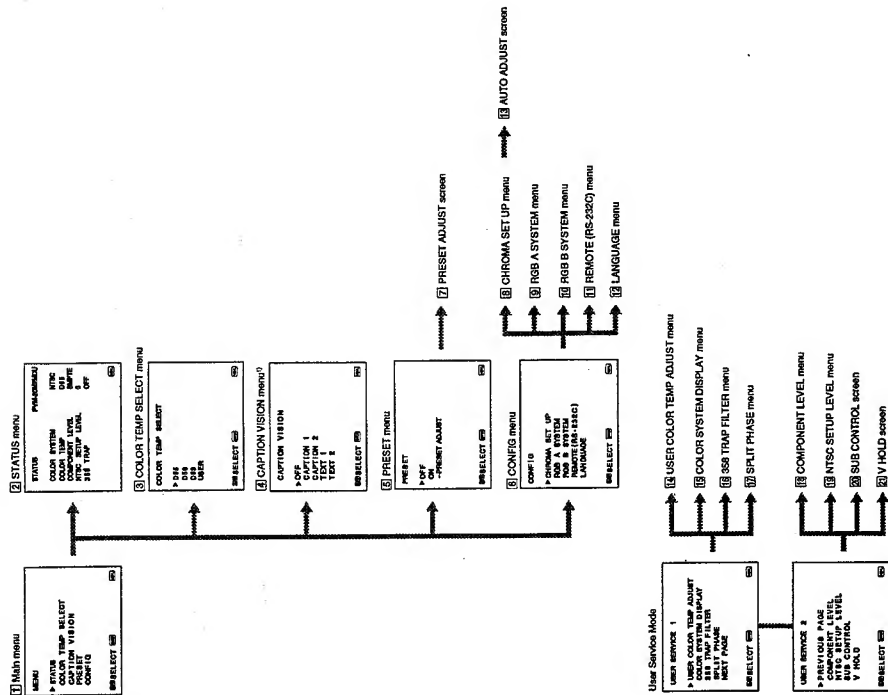 1 Main menu
MENU
▶STATUS
COLOR TEMP SELECT
CAPTION VISION
PRESET
CONFIG
SELECT
2 STATUS menu
STATUS
COLOR SYSTEM NTSC
COLOR TEMP D65
COMPONENT LEVEL SMPTE
NTSC SETUP LEVEL 0
358 TRAP OFF
3 COLOR TEMP SELECT menu
COLOR TEMP SELECT
▶D65
D56
D93
USER
SELECT
4 CAPTION VISION menu1)
CAPTION VISION
▶OFF
CAPTION 1
CAPTION 2
TEXT 1
TEXT 2
SELECT
5 PRESET menu
PRESET
▶OFF
ON
→PRESET ADJUST
SELECT
6 CONFIG menu
CONFIG
▶CHROMA SET UP
RGB A SYSTEM
RGB B SYSTEM
REMOTE(RS-232C)
LANGUAGE
SELECT
7 PRESET ADJUST screen
8 CHROMA SET UP menu
9 RGB A SYSTEM menu
10 RGB B SYSTEM menu
11 REMOTE (RS-232C) menu
12 LANGUAGE menu
13 AUTO ADJUST screen
User Service Mode
USER SERVICE 1
▶USER COLOR TEMP ADJUST
COLOR SYSTEM DISPLAY
358 TRAP FILTER
SPLIT PHASE
NEXT PAGE
SELECT
14 USER COLOR TEMP ADJUST menu
15 COLOR SYSTEM DISPLAY menu
16 358 TRAP FILTER menu
17 SPLIT PHASE menu
USER SERVICE 2
▶PREVIOUS PAGE
COMPONENT LEVEL
NTSC SETUP LEVEL
SUB CONTROL
V HOLD
SELECT
18 COMPONENT LEVEL menu
19 NTSC SETUP LEVEL menu
20 SUB CONTROL screen
21 V HOLD screen